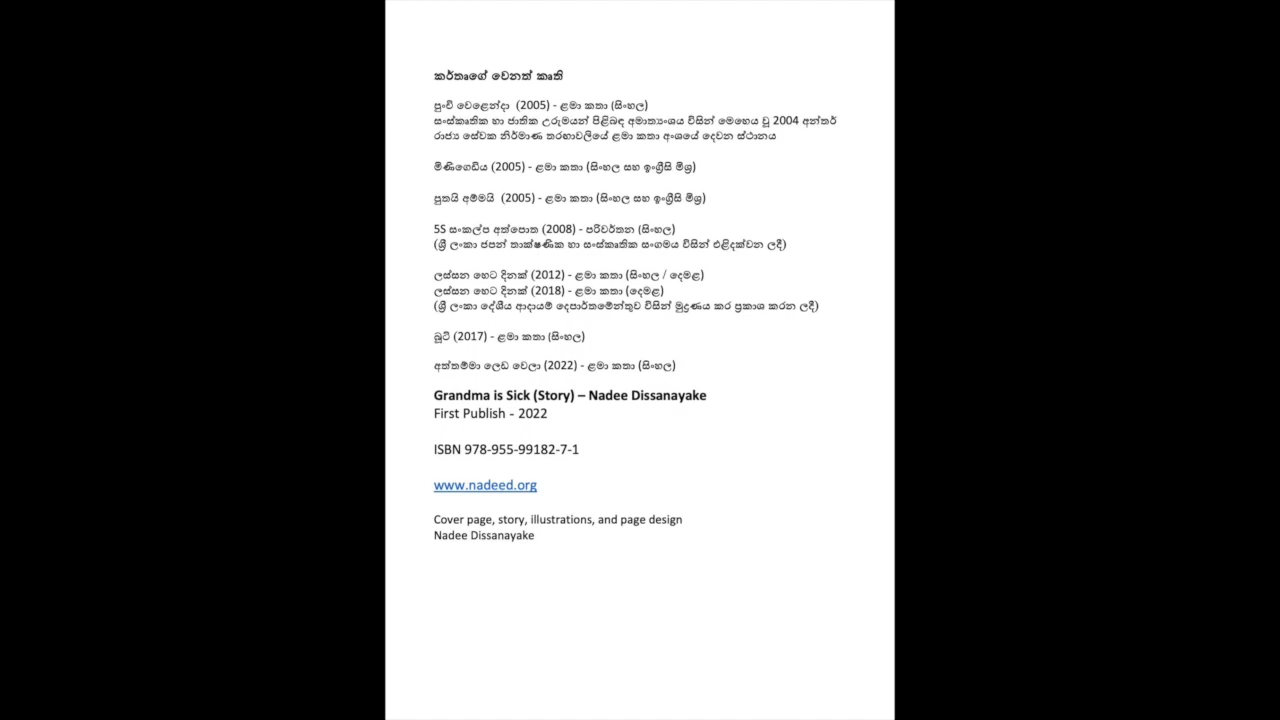 කර්තෘගේ වෙනත් කෘති
පුංචි වෙළෙන්දා (2005) - ළමා කතා (සිංහල)
සංස්කෘතික හා ජාතික උරුමයන් පිළිබඳ අමාත්‍යංශය විසින් මෙහෙය වූ 2004 අන්තර්
රාජ්‍ය සේවක නිර්මාණ තරඟාවලියේ ළමා කතා අංශයේ දෙවන ස්ථානය
මිණිගෙඩිය (2005) - ළමා කතා (සිංහල සහ ඉංග්‍රීසි මිශ්‍ර)
පුතයි අම්මයි (2005) - ළමා කතා (සිංහල සහ ඉංග්‍රීසි මිශ්‍ර)
5S සංකල්ප අත්පොත (2008) - පරිවර්තන (සිංහල)
(ශ්‍රී ලංකා ජපන් තාක්ෂණික හා සංස්කෘතික සංගමය විසින් එළිදක්වන ලදී)
ලස්සන හෙට දිනක් (2012) - ළමා කතා (සිංහල / දෙමළ)
ලස්සන හෙට දිනක් (2018) - ළමා කතා (දෙමළ)
(ශ්‍රී ලංකා දේශීය ආදායම් දෙපාර්තමේන්තුව විසින් මුද්‍රණය කර ප්‍රකාශ කරන ලදී)
බූටී (2017) - ළමා කතා (සිංහල)
අත්තම්මා ලෙඩ වෙලා (2022) - ළමා කතා (සිංහල)
Grandma is Sick (Story) – Nadee Dissanayake
First Publish - 2022
ISBN 978-955-99182-7-1
www.nadeed.org
Cover page, story, illustrations, and page design
Nadee Dissanayake